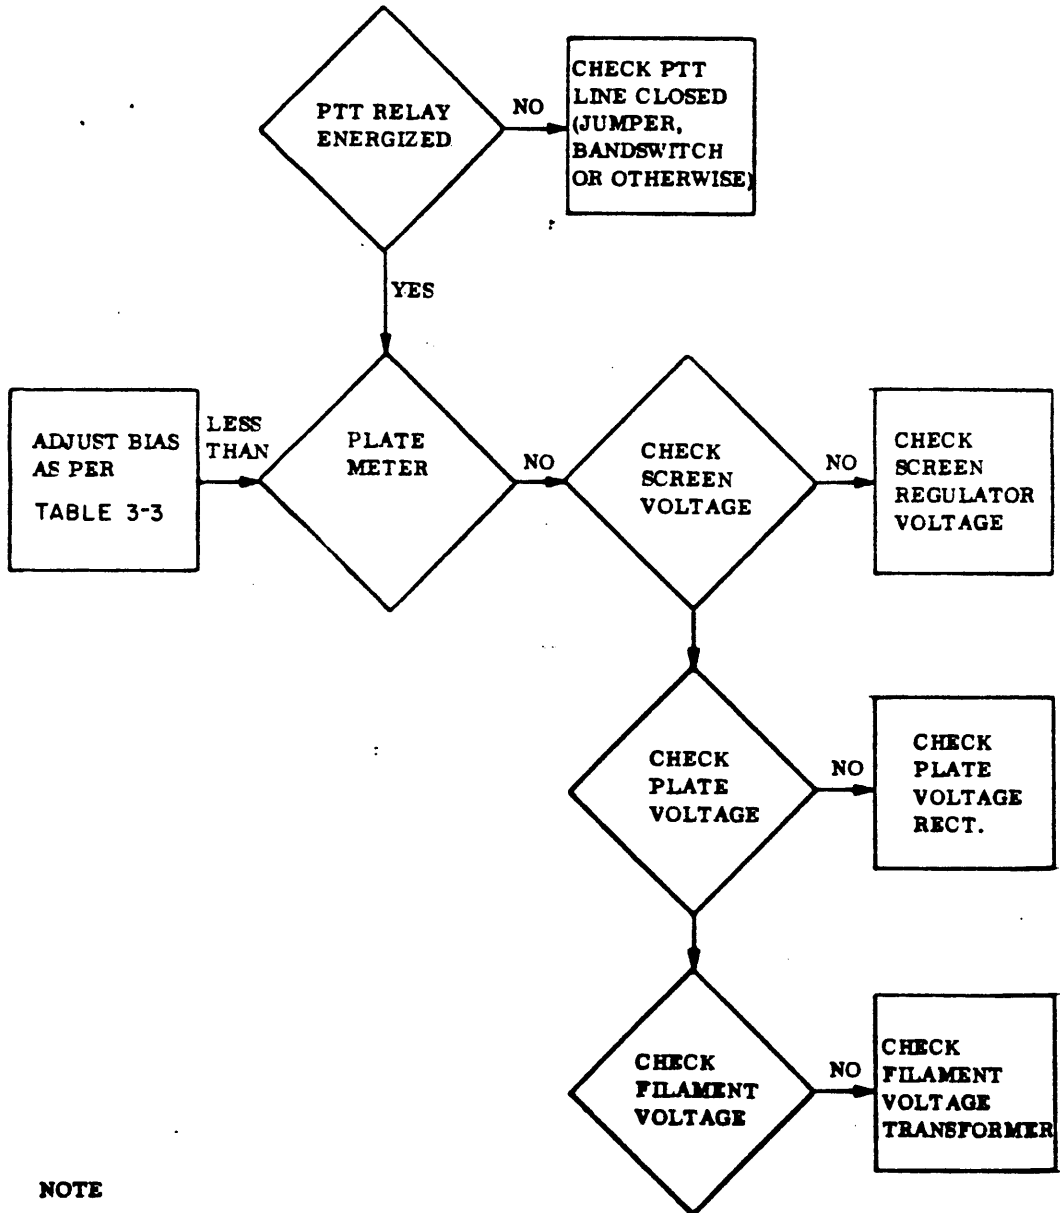 PTT RELAY
ENERGIZED
NO
CHECK PTT
LINE CLOSED
(JUMPER,
BANDSWITCH
OR OTHERWISE)
YES
ADJUST BIAS
AS PER
TABLE 3-3
LESS
THAN
PLATE
METER
NO
CHECK
SCREEN
VOLTAGE
NO
CHECK
SCREEN
REGULATOR
VOLTAGE
CHECK
PLATE
VOLTAGE
NO
CHECK
PLATE
VOLTAGE
RECT.
CHECK
FILAMENT
VOLTAGE
NO
CHECK
FILAMENT
VOLTAGE
TRANSFORMER
NOTE